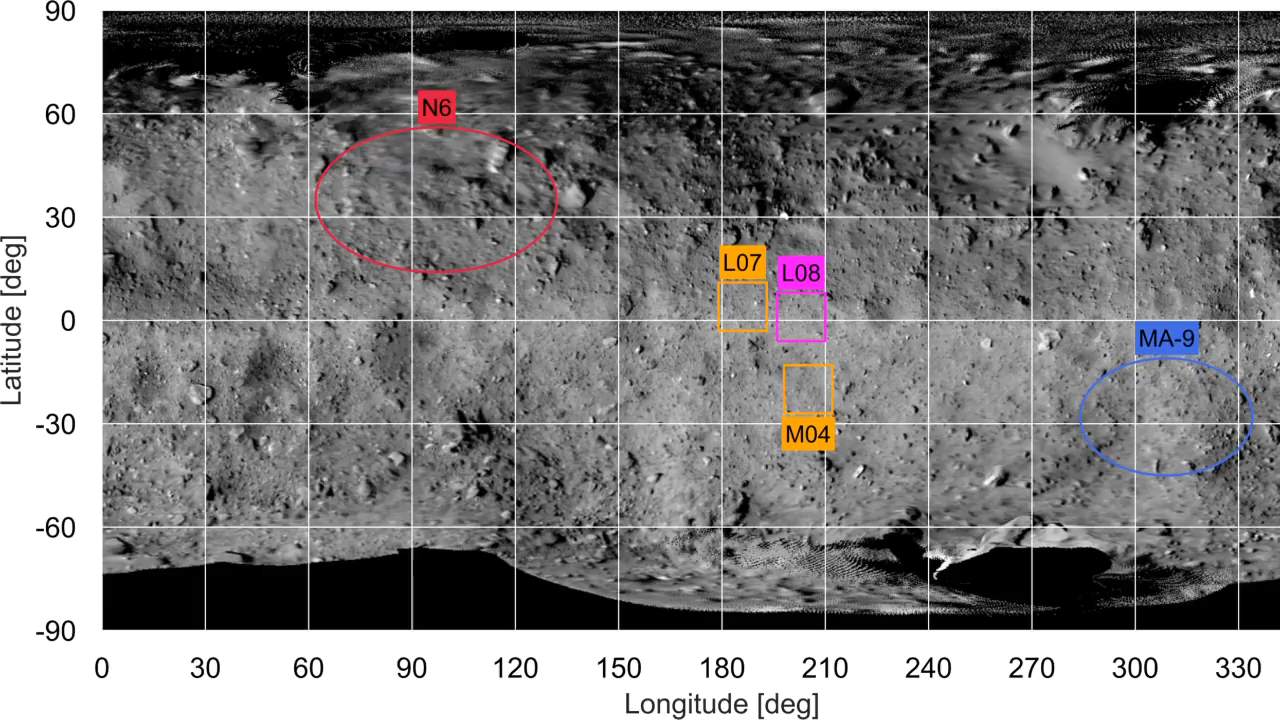 90
60
30
0
-30
-60
-90
Latitude [deg]
N6
L07
L08
MA-9
M04
0 30 60 90 120 150 180 210 240 270 300 330
Longitude [deg]